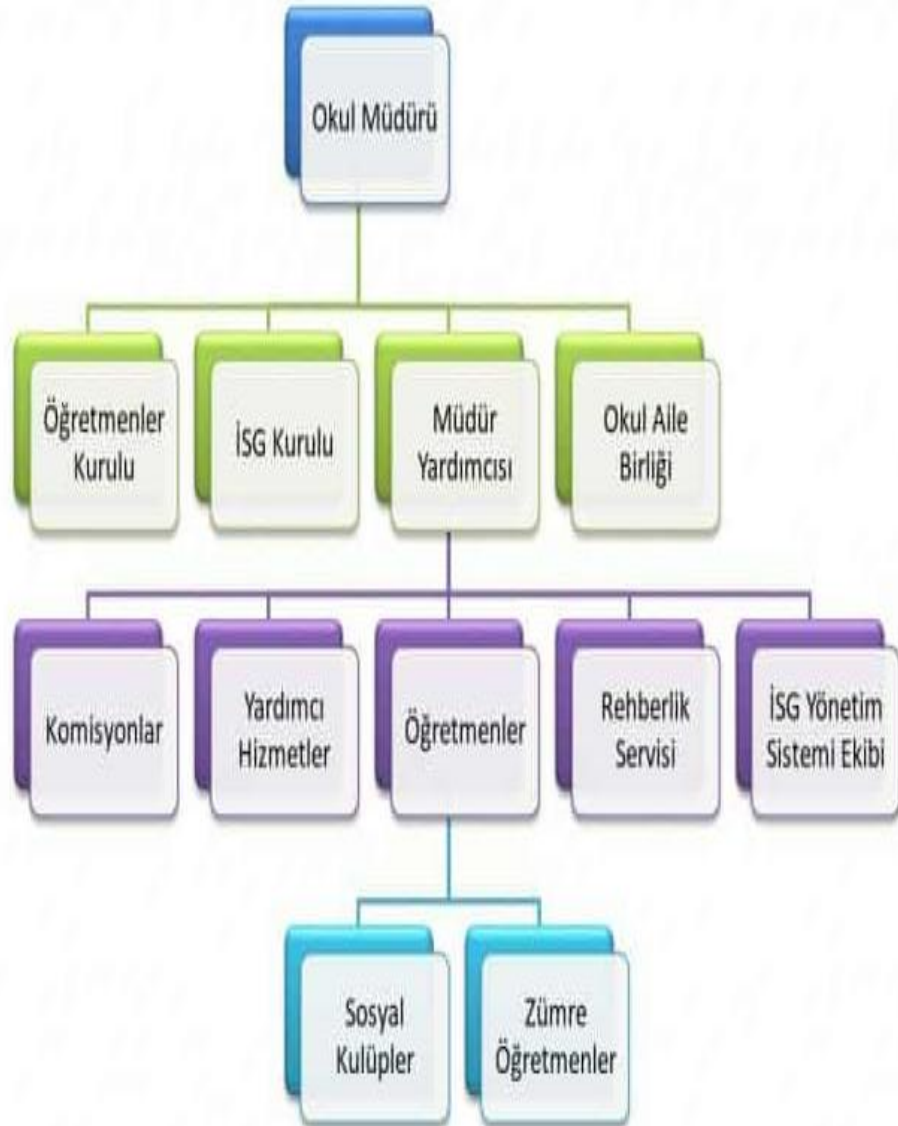 Okul Müdürü
Öğretmenler
Kurulu
İSG Kurulu
Müdür
Yardımcısı
Okul Aile
Birliği
Komisyonlar
Yardımcı
Hizmetler
Öğretmenler
Rehberlik
Servisi
İSG Yönetim
Sistemi Ekibi
Sosyal
Kulüpler
Zümre
Öğretmenler